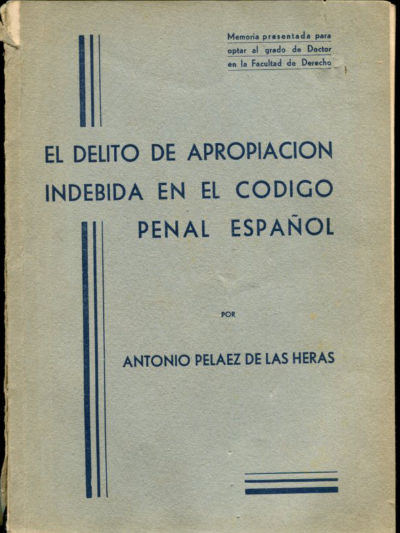 Memoria presentada para
optar al grado de Doctor
en la Facultad de Derecho
EL DELITO DE APROPIACION
INDEBIDA EN EL CODIGO
PENAL ESPAÑOL
POR
ANTONIO PELAEZ DE LAS HERAS